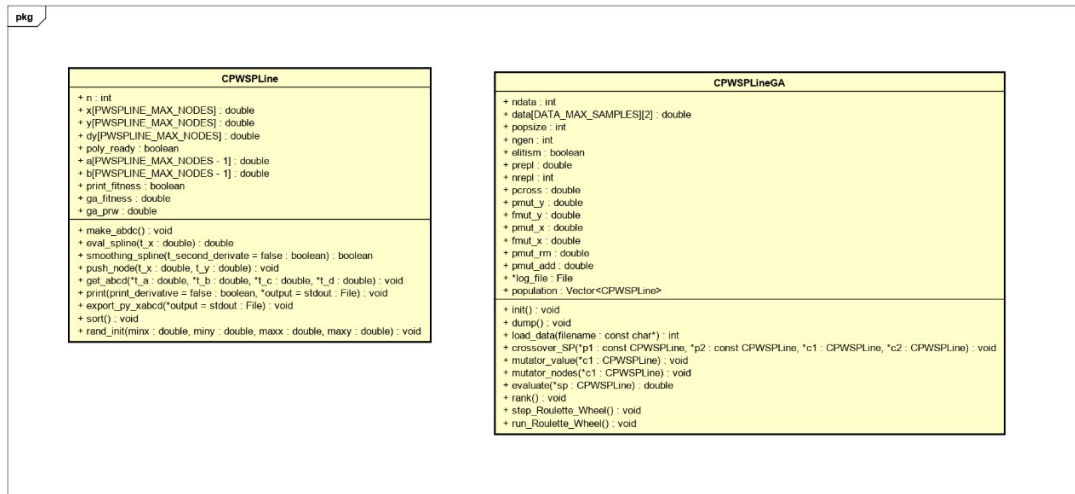 pkg
CPWSPLine
+ n : int
+ x[PWSPLINE_MAX_NODES] : double
+ y[PWSPLINE_MAX_NODES] : double
+ dy[PWSPLINE_MAX_NODES] : double
+ poly_ready : boolean
+ a[PWSPLINE_MAX_NODES - 1] : double
+ b[PWSPLINE_MAX_NODES - 1] : double
+ print_fitness : boolean
+ ga_fitness : double
+ ga_prw : double
+ make_abdc() : void
+ eval_spline(t_x : double) : double
+ smoothing_spline(t_second_derivate = false : boolean) : boolean
+ push_node(t_x : double, t_y : double) : void
+ get_abcd(*t_a : double, *t_b : double, *t_c : double, *t_d : double) : void
+ print(print_derivative = false : boolean, *output = stdout : File) : void
+ export_py_xabcd(*output = stdout : File) : void
+ sort() : void
+ rand_init(minx : double, miny : double, maxx : double, maxy : double) : void
CPWSPLineGA
+ ndata : int
+ data[DATA_MAX_SAMPLES][2] : double
+ popsize : int
+ ngen : int
+ elitism : boolean
+ prepl : double
+ nrepl : int
+ pcross : double
+ pmut_y : double
+ fmut_y : double
+ pmut_x : double
+ fmut_x : double
+ pmut_rm : double
+ pmut_add : double
+ *log_file : File
+ population : Vector<CPWSPLine>
+ init() : void
+ dump() : void
+ load_data(filename : const char*) : int
+ crossover_SP(*p1 : const CPWSPLine, *p2 : const CPWSPLine, *c1 : CPWSPLine, *c2 : CPWSPLine) : void
+ mutator_value(*c1 : CPWSPLine) : void
+ mutator_nodes(*c1 : CPWSPLine) : void
+ evaluate(*sp : CPWSPLine) : double
+ rank() : void
+ step_Roulette_Wheel() : void
+ run_Roulette_Wheel() : void